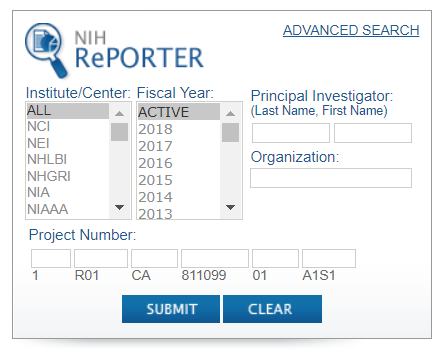 NIH
RePORTER
ADVANCED SEARCH
Institute/Center:
ALL
NCI
NEI
NHLBI
NHGRI
NIA
NIAAA
Fiscal Year:
ACTIVE
2018
2017
2016
2015
2014
2013
Principal Investigator:
(Last Name, First Name)
Organization:
Project Number:
1 R01 CA 811099 01 A1S1
SUBMIT CLEAR